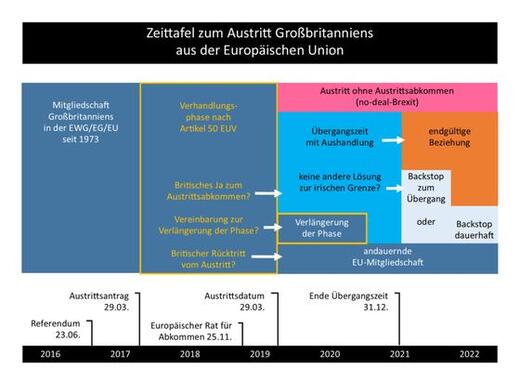 Zeittafel zum Austritt Großbritanniens
aus der Europäischen Union
Mitgliedschaft
Großbritanniens
in der EWG/EG/EU
seit 1973
Verhandlungs-
phase nach
Artikel 50 EUV
Austritt ohne Austrittsabkommen
(no-deal-Brexit)
Übergangszeit
mit Aushandlung
endgültige
Beziehung
Britisches Ja zum
Austrittsabkommen?
keine andere Lösung
zur irischen Grenze?
Backstop
zum
Übergang
oder
Backstop
dauerhaft
Vereinbarung zur
Verlängerung der Phase?
Verlängerung
der Phase
Britischer Rücktritt
vom Austritt?
andauernde
EU-Mitgliedschaft
Austrittsantrag
29.03.
Austrittsdatum
29.03.
Ende Übergangszeit
31.12.
Referendum
23.06.
Europäischer Rat für
Abkommen 25.11.
2016 2017 2018 2019 2020 2021 2022